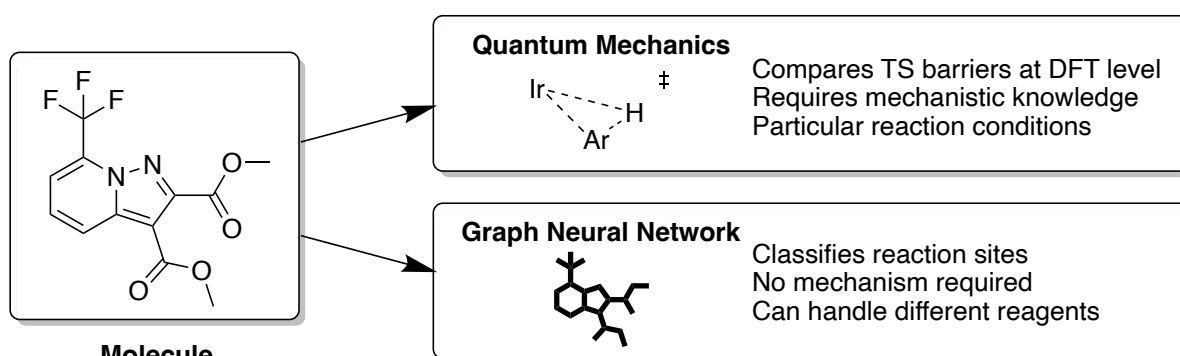 Quantum Mechanics
Ir
H
Ar
‡
Compares TS barriers at DFT level
Requires mechanistic knowledge
Particular reaction conditions
F
F
F
N
N
O
O
O
O
Molecule
Graph Neural Network
Classifies reaction sites
No mechanism required
Can handle different reagents